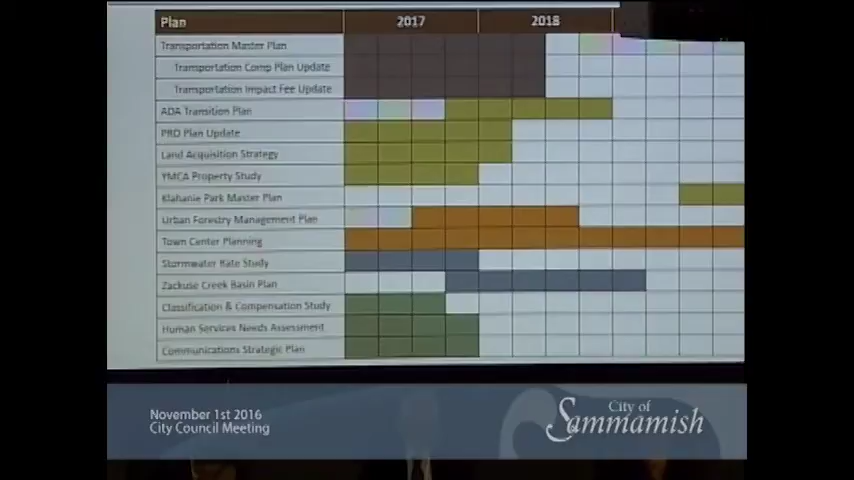 Plan 2017 2018
Transportation Master Plan
Transportation Comp Plan Update
Transportation Impact Fee Update
ADA Transition Plan
PRO Plan Update
Land Acquisition Strategy
YMCA Property Study
Klahanie Park Master Plan
Urban Forestry Management Plan
Town Center Planning
Stormwater Rate Study
Zackuse Creek Basin Plan
Classification & Compensation Study
Human Services Needs Assessment
Communications Strategic Plan
November 1st 2016
City Council Meeting
City of
Sammamish